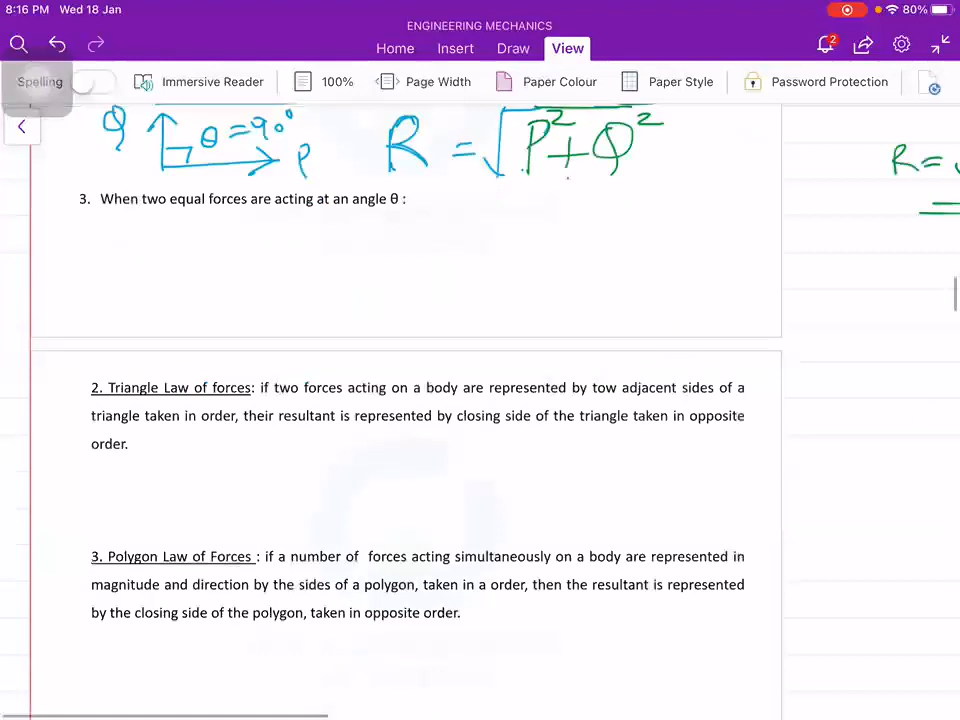 8:16 PM Wed 18 Jan
80%
ENGINEERING MECHANICS
Home Insert Draw View
2
Spelling Immersive Reader 100% Page Width Paper Colour Paper Style Password Protection
Q θ = 90° P R = √P² + Q²
R = √
3. When two equal forces are acting at an angle θ :
2. Triangle Law of forces: if two forces acting on a body are represented by tow adjacent sides of a
triangle taken in order, their resultant is represented by closing side of the triangle taken in opposite
order.
3. Polygon Law of Forces : if a number of forces acting simultaneously on a body are represented in
magnitude and direction by the sides of a polygon, taken in a order, then the resultant is represented
by the closing side of the polygon, taken in opposite order.